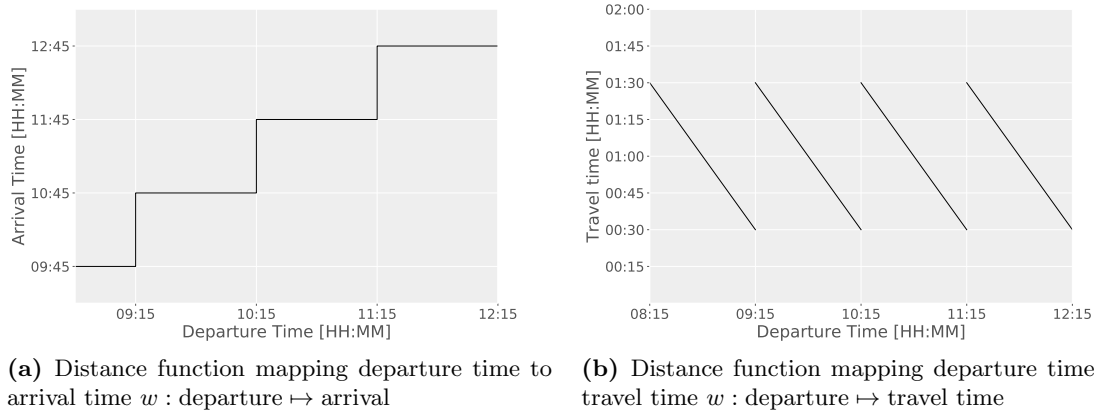 12:45
11:45
10:45
09:45
Arrival Time [HH:MM]
09:15 10:15 11:15 12:15
Departure Time [HH:MM]
02:00
01:45
01:30
01:15
01:00
00:45
00:30
00:15
Travel time [HH:MM]
08:15 09:15 10:15 11:15 12:15
Departure Time [HH:MM]
(a) Distance function mapping departure time to
arrival time w : departure ↦ arrival
(b) Distance function mapping departure time
travel time w : departure ↦ travel time